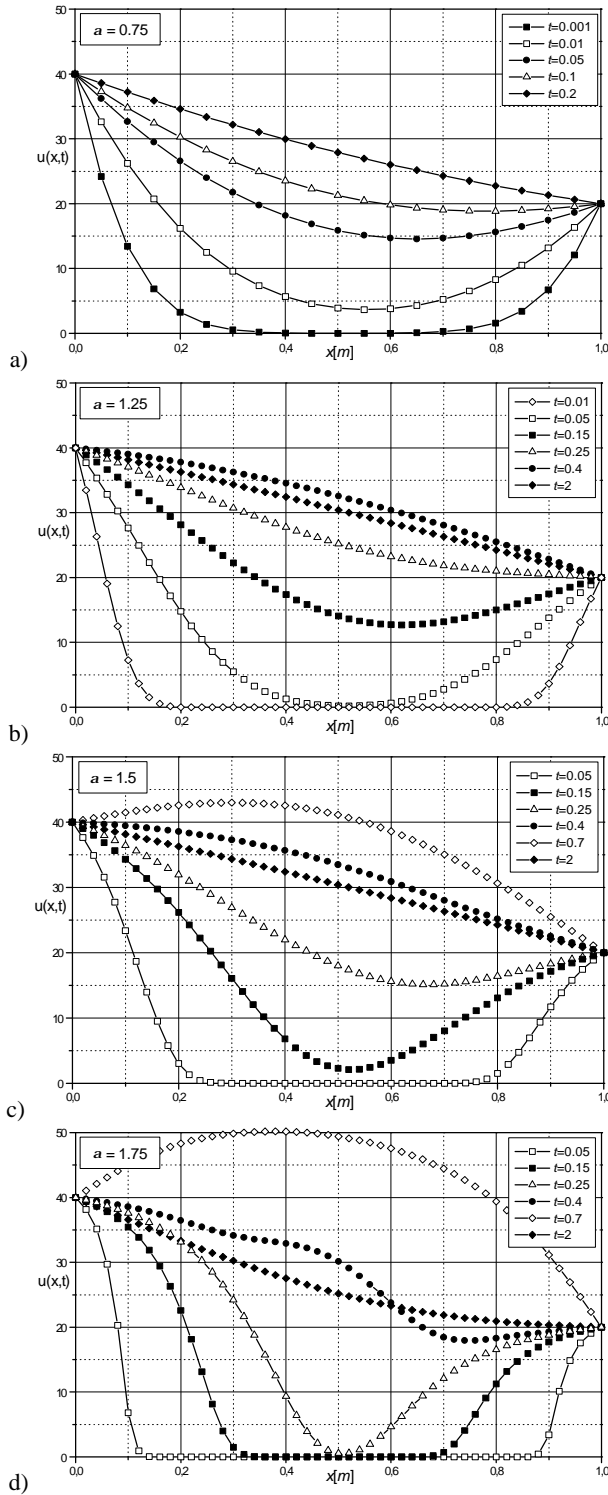 a = 0.75
t=0.001
t=0.01
t=0.05
t=0.1
t=0.2
50
40
30
u(x,t)
20
10
0
0,0 0,2 0,4 0,6 0,8 1,0
x[m]
a)
a = 1.25
t=0.01
t=0.05
t=0.15
t=0.25
t=0.4
t=2
50
40
30
u(x,t)
20
10
0
0,0 0,2 0,4 0,6 0,8 1,0
x[m]
b)
a = 1.5
t=0.05
t=0.15
t=0.25
t=0.4
t=0.7
t=2
50
40
30
u(x,t)
20
10
0
0,0 0,2 0,4 0,6 0,8 1,0
x[m]
c)
a = 1.75
t=0.05
t=0.15
t=0.25
t=0.4
t=0.7
t=2
50
40
30
u(x,t)
20
10
0
0,0 0,2 0,4 0,6 0,8 1,0
x[m]
d)